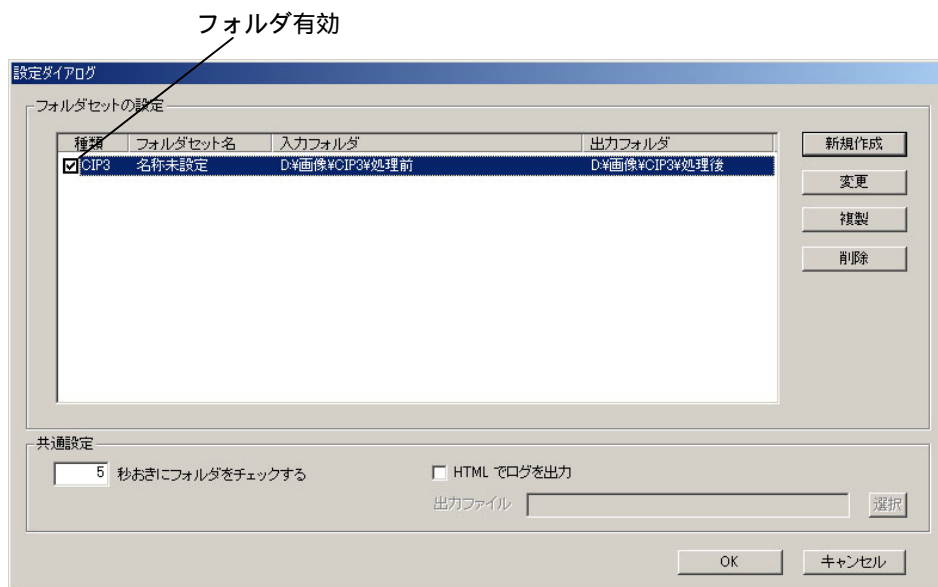 フォルダ有効
設定ダイアログ
フォルダセットの設定
種類 フォルダセット名 入力フォルダ 出力フォルダ
CIP3 名称未設定 D:¥画像¥CIP3¥処理前 D:¥画像¥CIP3¥処理後
新規作成
変更
複製
削除
共通設定
5 秒おきにフォルダをチェックする
HTML でログを出力
出力ファイル 選択
OK キャンセル